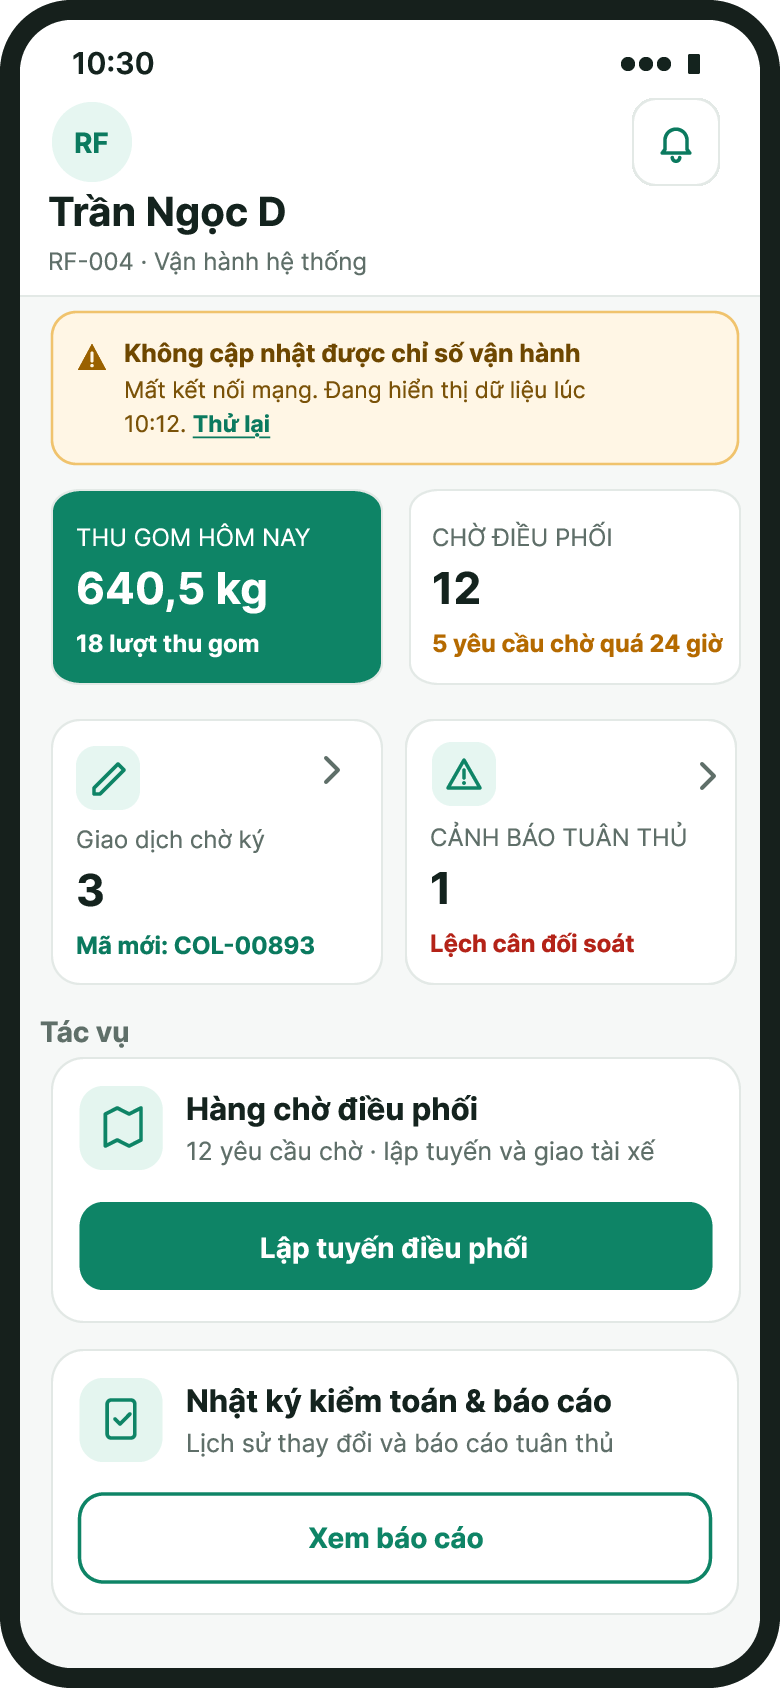 10:30
RF
Trần Ngọc D
RF-004 · Vận hành hệ thống
Không cập nhật được chỉ số vận hành
Mất kết nối mạng. Đang hiển thị dữ liệu lúc
10:12. Thử lại
THU GOM HÔM NAY
640,5 kg
18 lượt thu gom
CHỜ ĐIỀU PHỐI
12
5 yêu cầu chờ quá 24 giờ
Giao dịch chờ ký
3
Mã mới: COL-00893
CẢNH BÁO TUÂN THỦ
1
Lệch cân đối soát
Tác vụ
Hàng chờ điều phối
12 yêu cầu chờ · lập tuyến và giao tài xế
Lập tuyến điều phối
Nhật ký kiểm toán & báo cáo
Lịch sử thay đổi và báo cáo tuân thủ
Xem báo cáo